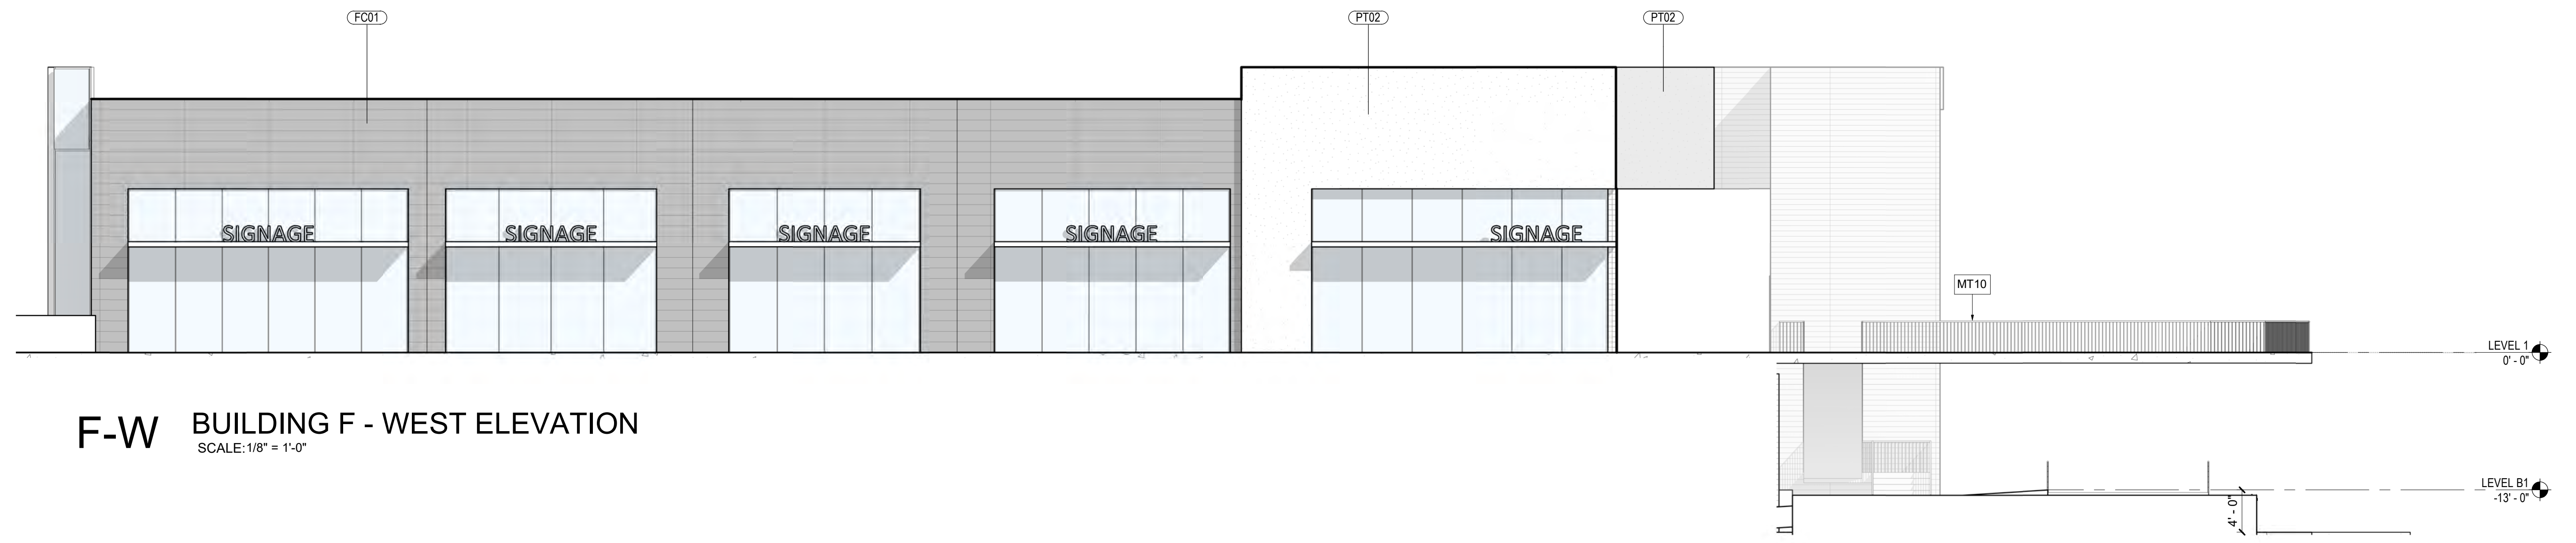 FC01
PT02
PT02
SIGNAGE
SIGNAGE
SIGNAGE
SIGNAGE
SIGNAGE
MT10
LEVEL 1
0' - 0"
F-W
BUILDING F - WEST ELEVATION
SCALE:1/8" = 1'-0"
LEVEL B1
-13' - 0"
4' - 0"